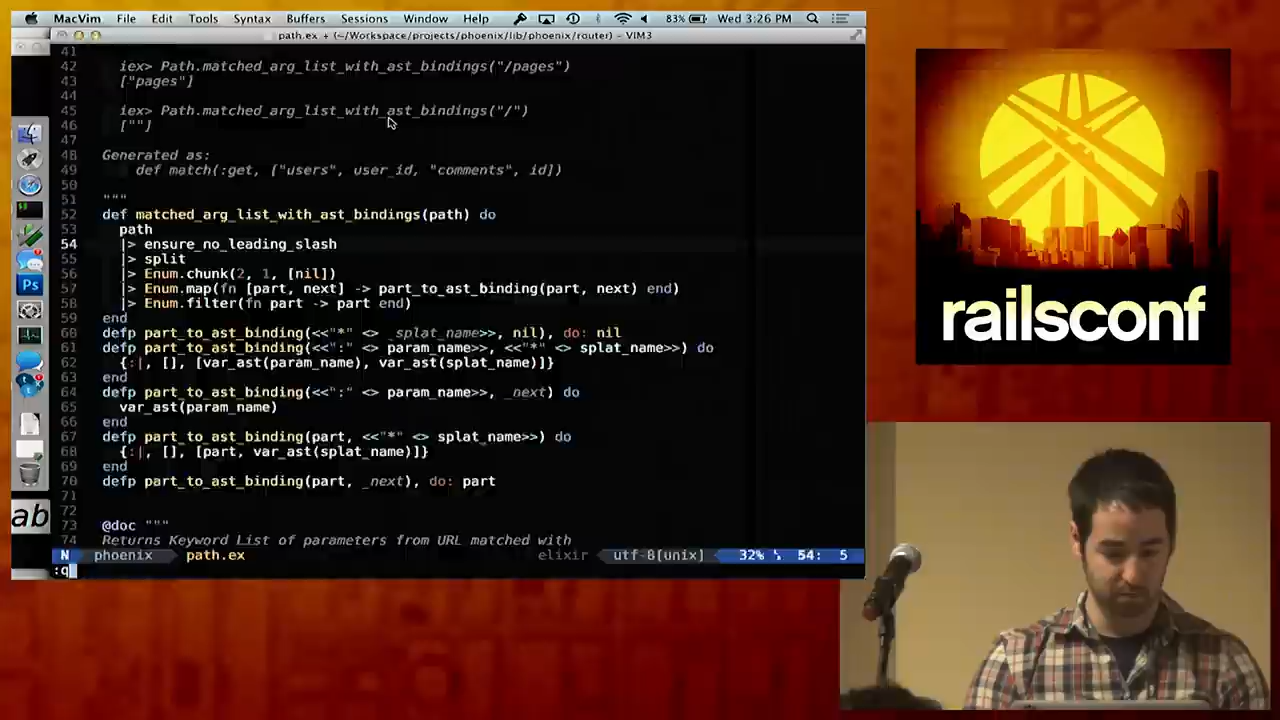 MacVim File Edit Tools Syntax Buffers Sessions Window Help 83% Wed 3:26 PM
path.ex + (~/Workspace/projects/phoenix/lib/phoenix/router) - VIM3
41
42 iex> Path.matched_arg_list_with_ast_bindings("/pages")
43 ["pages"]
44
45 iex> Path.matched_arg_list_with_ast_bindings("/")
46 [""]
47
48 Generated as:
49 def match(:get, ["users", user_id, "comments", id])
50
51 """
52 def matched_arg_list_with_ast_bindings(path) do
53 path
54 |> ensure_no_leading_slash
55 |> split
56 |> Enum.chunk(2, 1, [nil])
57 |> Enum.map(fn [part, next] -> part_to_ast_binding(part, next) end)
58 |> Enum.filter(fn part -> part end)
59 end
60 defp part_to_ast_binding(<<"*" <> _splat_name>>, nil), do: nil
61 defp part_to_ast_binding(<<":" <> param_name>>, <<"*" <> splat_name>>) do
62 {:|, [], [var_ast(param_name), var_ast(splat_name)]}
63 end
64 defp part_to_ast_binding(<<":" <> param_name>>, _next) do
65 var_ast(param_name)
66 end
67 defp part_to_ast_binding(part, <<"*" <> splat_name>>) do
68 {:|, [], [part, var_ast(splat_name)]}
69 end
70 defp part_to_ast_binding(part, _next), do: part
71
72
73 @doc """
74 Returns Keyword List of parameters from URL matched with
N phoenix path.ex elixir utf-8[unix] 32% 54: 5
:q
Ps
ab
railsconf